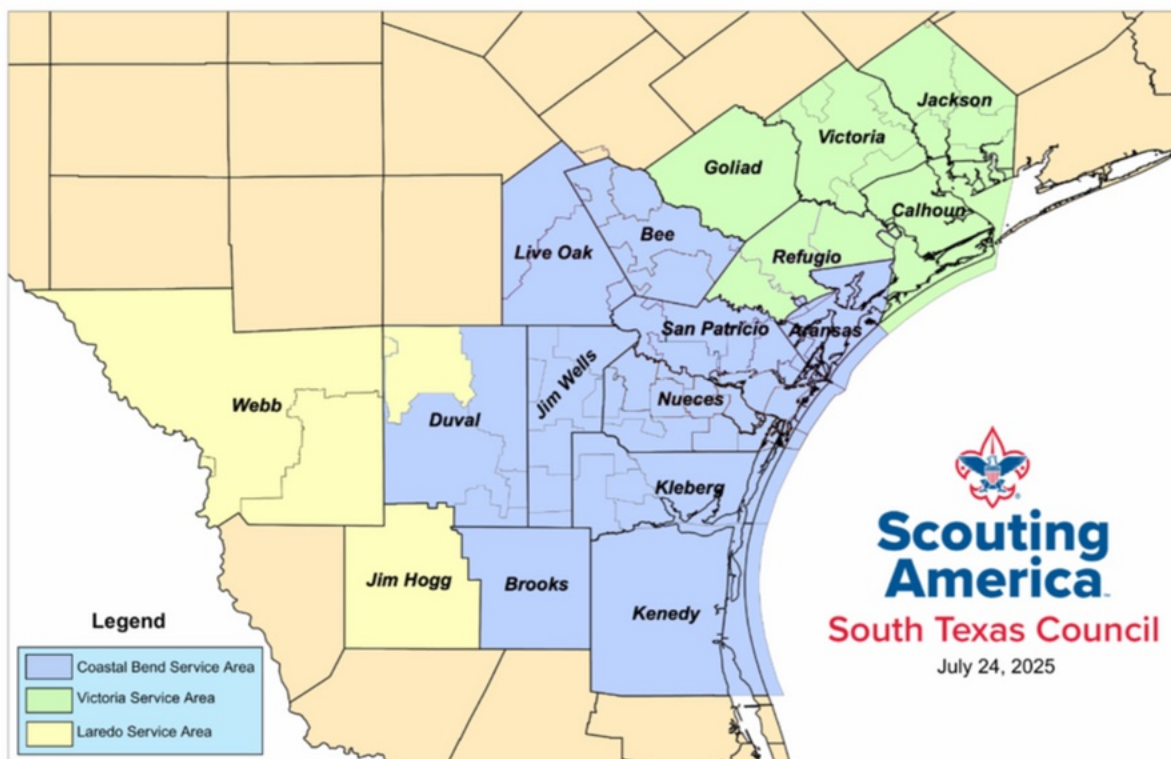 Jackson
Victoria
Goliad
Calhoun
Bee
Live Oak
Refugio
San Patricio
Aransas
Jim Wells
Nueces
Webb
Duval
Kleberg
Jim Hogg
Brooks
Kenedy
Scouting
America™
South Texas Council
July 24, 2025
Legend
Coastal Bend Service Area
Victoria Service Area
Laredo Service Area